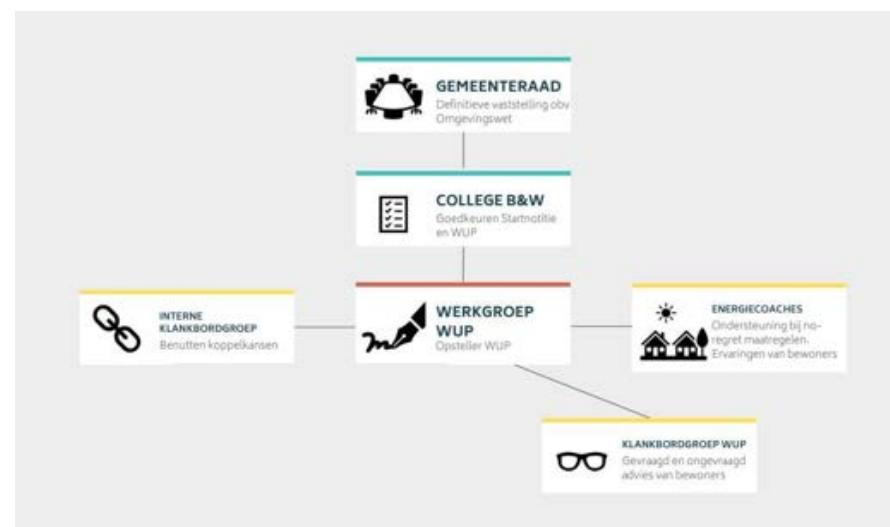 GEMEENTERAAD
Definitieve vaststelling obv
Omgevingswet
COLLEGE B&W
Goedkeuren Startnotitie
en WUP
INTERNE
KLANKBORDGROEP
Benutten koppelkansen
WERKGROEP
WUP
Opsteller WUP
ENERGIECOACHES
Ondersteuning bij no-
regret maatregelen.
Ervaringen van bewoners
KLANKBORDGROEP WUP
Gevraagd en ongevraagd
advies van bewoners